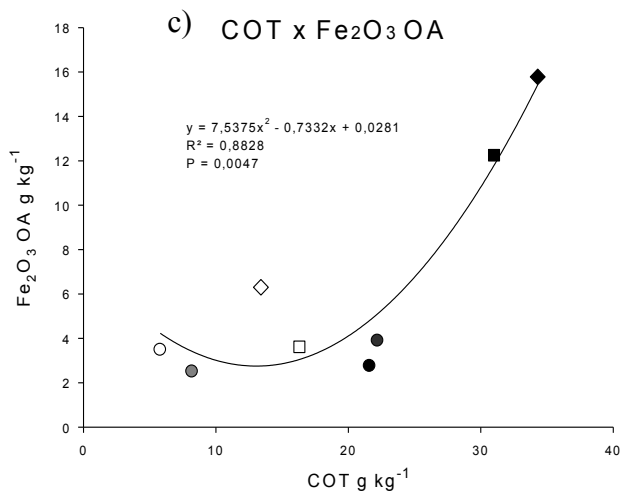 c) COT x Fe₂O₃ OA
y = 7,5375x² - 0,7332x + 0,0281
R² = 0,8828
P = 0,0047
Fe₂O₃ OA g kg⁻¹
18
16
14
12
10
8
6
4
2
0
0 10 20 30 40
COT g kg⁻¹